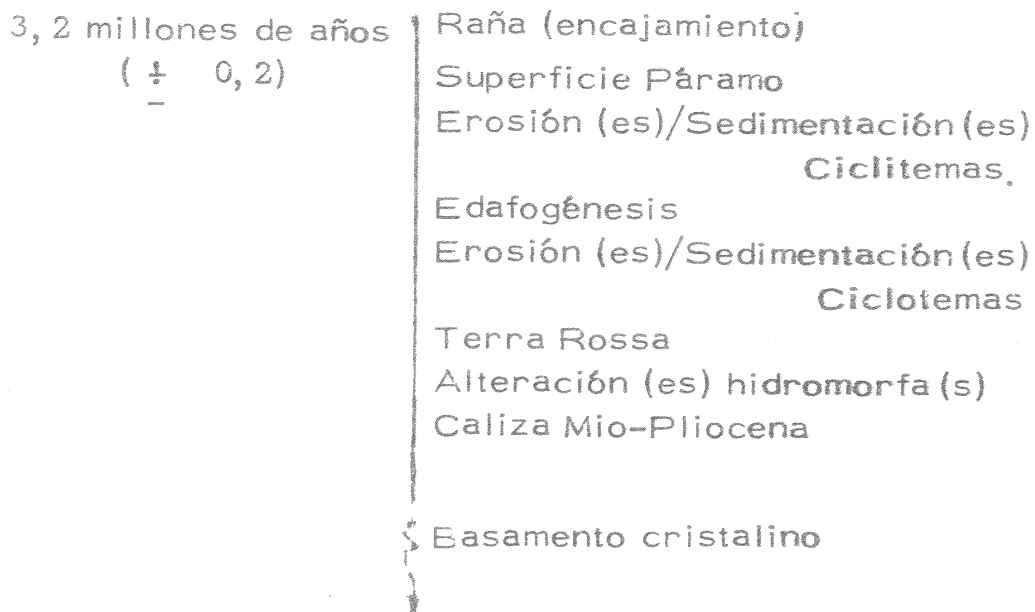 3,2 millones de años
(± 0,2)
Raña (encajamiento)
Superficie Páramo
Erosión (es)/Sedimentación (es)
Ciclitemas.
Edafogénesis
Erosión (es)/Sedimentación (es)
Ciclotemas
Terra Rossa
Alteración (es) hidromorfa (s)
Caliza Mio-Pliocena
Basamento cristalino